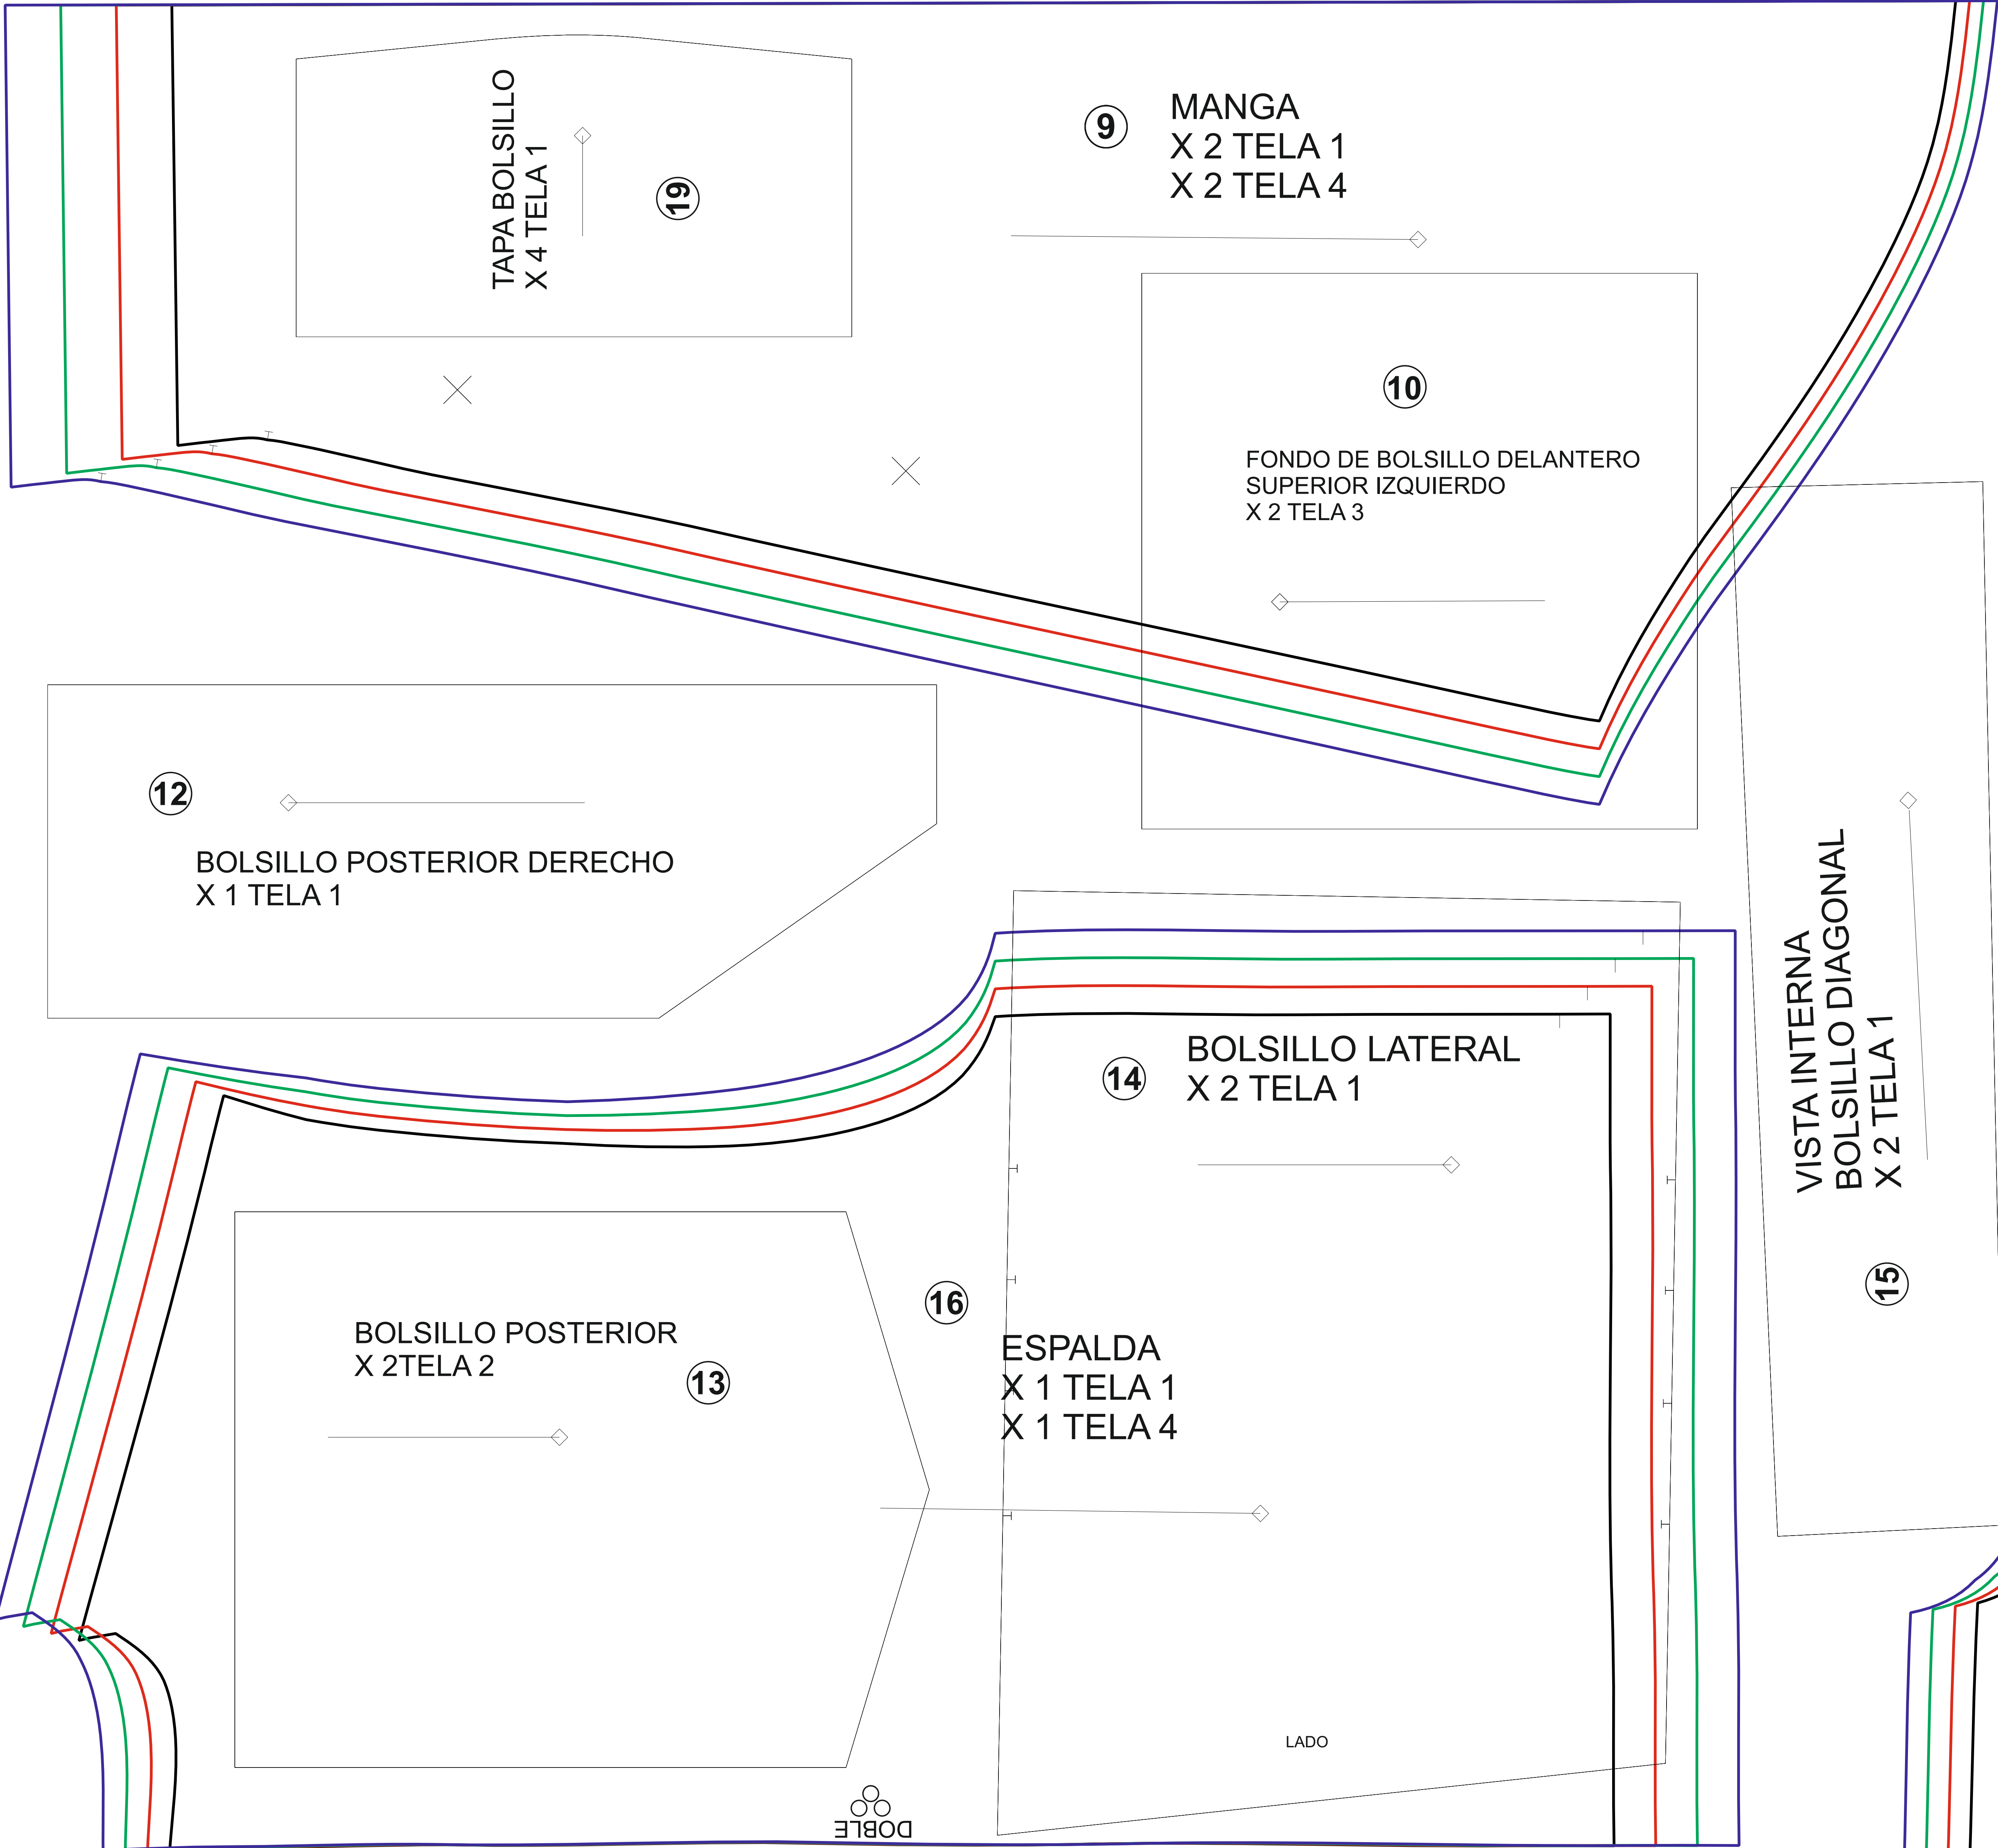 TAPA BOLSILLO
X 4 TELA 1
19
9
MANGA
X 2 TELA 1
X 2 TELA 4
10
FONDO DE BOLSILLO DELANTERO
SUPERIOR IZQUIERDO
X 2 TELA 3
12
BOLSILLO POSTERIOR DERECHO
X 1 TELA 1
14
BOLSILLO LATERAL
X 2 TELA 1
VISTA INTERNA
BOLSILLO DIAGONAL
X 2 TELA 1
15
BOLSILLO POSTERIOR
X 2TELA 2
13
16
ESPALDA
X 1 TELA 1
X 1 TELA 4
LADO
DOBLE